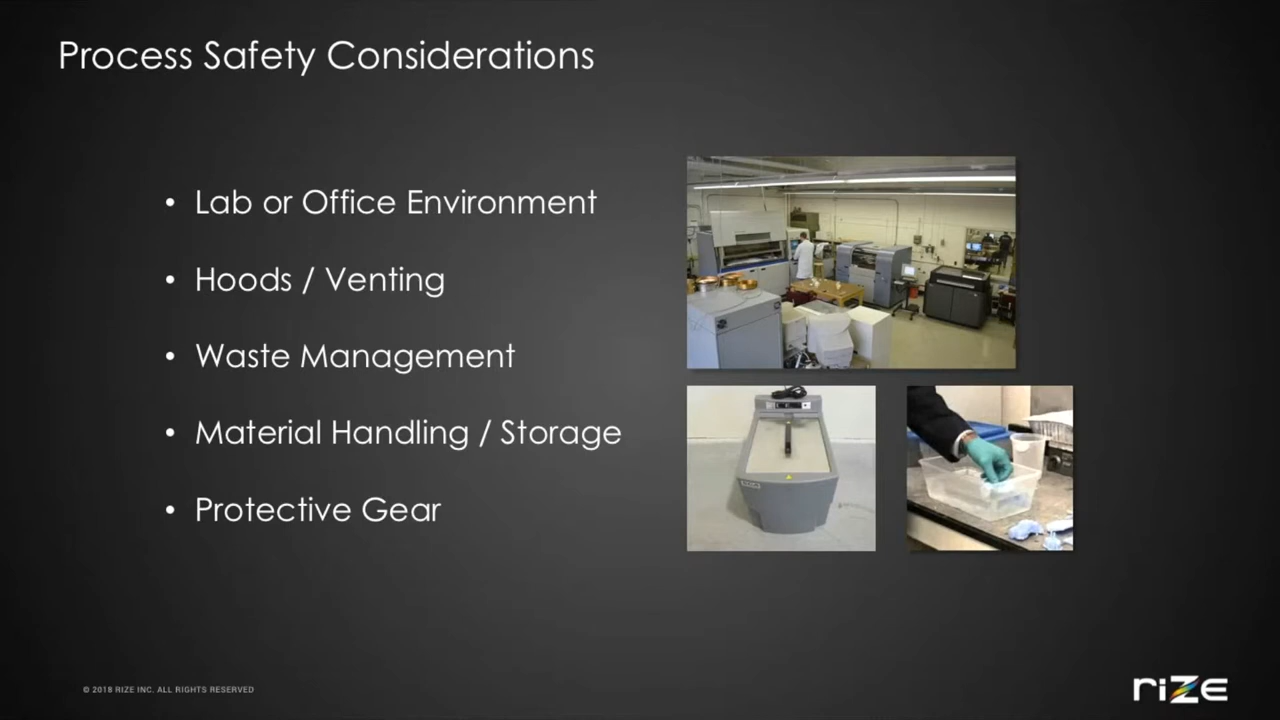 Process Safety Considerations
• Lab or Office Environment
• Hoods / Venting
• Waste Management
• Material Handling / Storage
• Protective Gear
© 2018 RIZE INC. ALL RIGHTS RESERVED
riZE